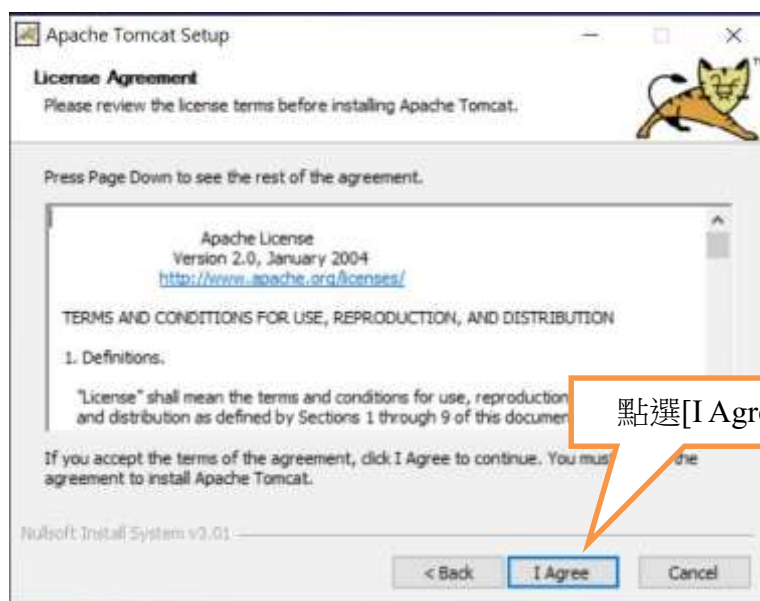 Apache Tomcat Setup
License Agreement
Please review the license terms before installing Apache Tomcat.
Press Page Down to see the rest of the agreement.
Apache License
Version 2.0, January 2004
http://www.apache.org/licenses/
TERMS AND CONDITIONS FOR USE, REPRODUCTION, AND DISTRIBUTION
1. Definitions.
"License" shall mean the terms and conditions for use, reproduction
and distribution as defined by Sections 1 through 9 of this
點選[I
If you accept the terms of the agreement, click I Agree to continue. You the
agreement to install Apache Tomcat.
Nullsoft Install System v3.01
< Back I Agree Cancel